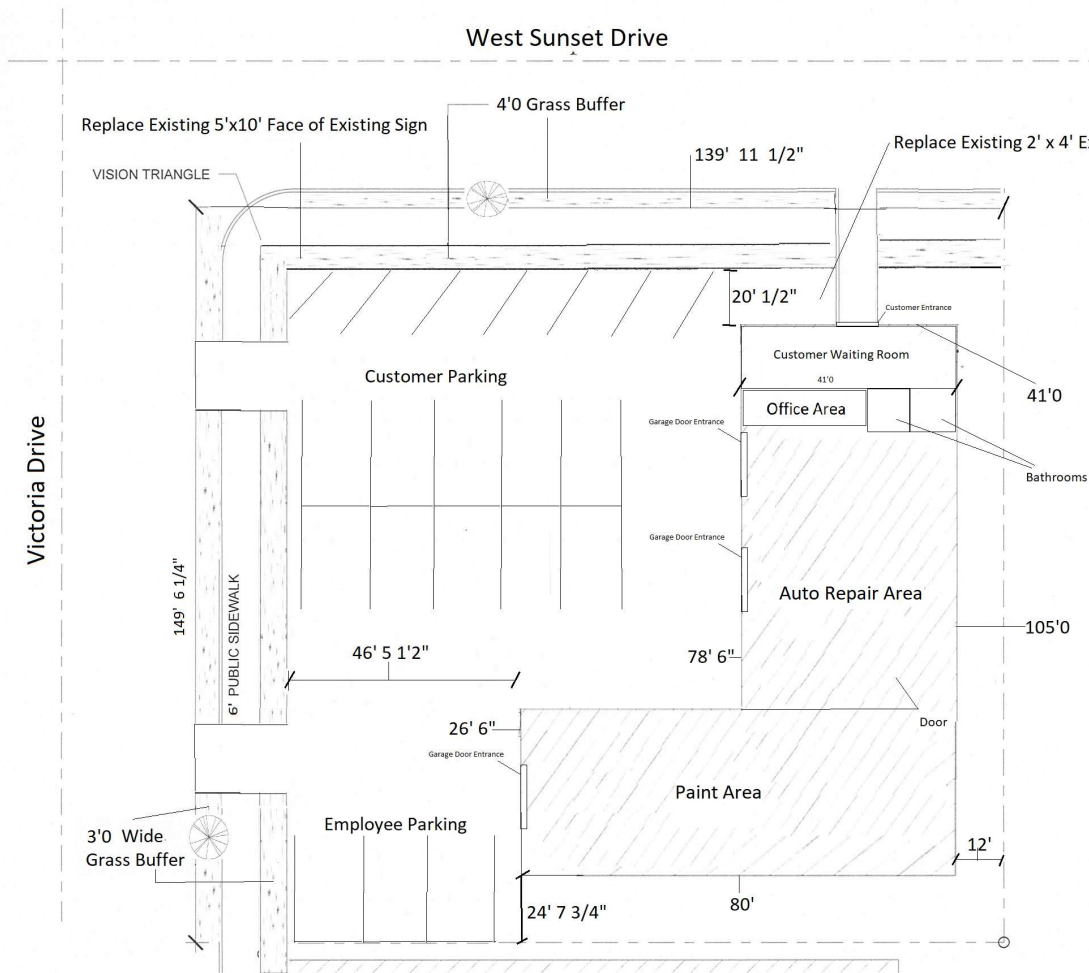 West Sunset Drive
4'0 Grass Buffer
Replace Existing 5'x10' Face of Existing Sign
Replace Existing 2' x 4' E
139' 11 1/2"
VISION TRIANGLE
20' 1/2"
Customer Entrance
Customer Waiting Room
Customer Parking
41'0
41'0
Office Area
Garage Door Entrance
Victoria Drive
Bathrooms
Garage Door Entrance
149' 6 1/4"
6' PUBLIC SIDEWALK
Auto Repair Area
105'0
46' 5 1'2"
78' 6"
26' 6"
Door
Garage Door Entrance
Paint Area
Employee Parking
3'0 Wide
Grass Buffer
12'
24' 7 3/4"
80'